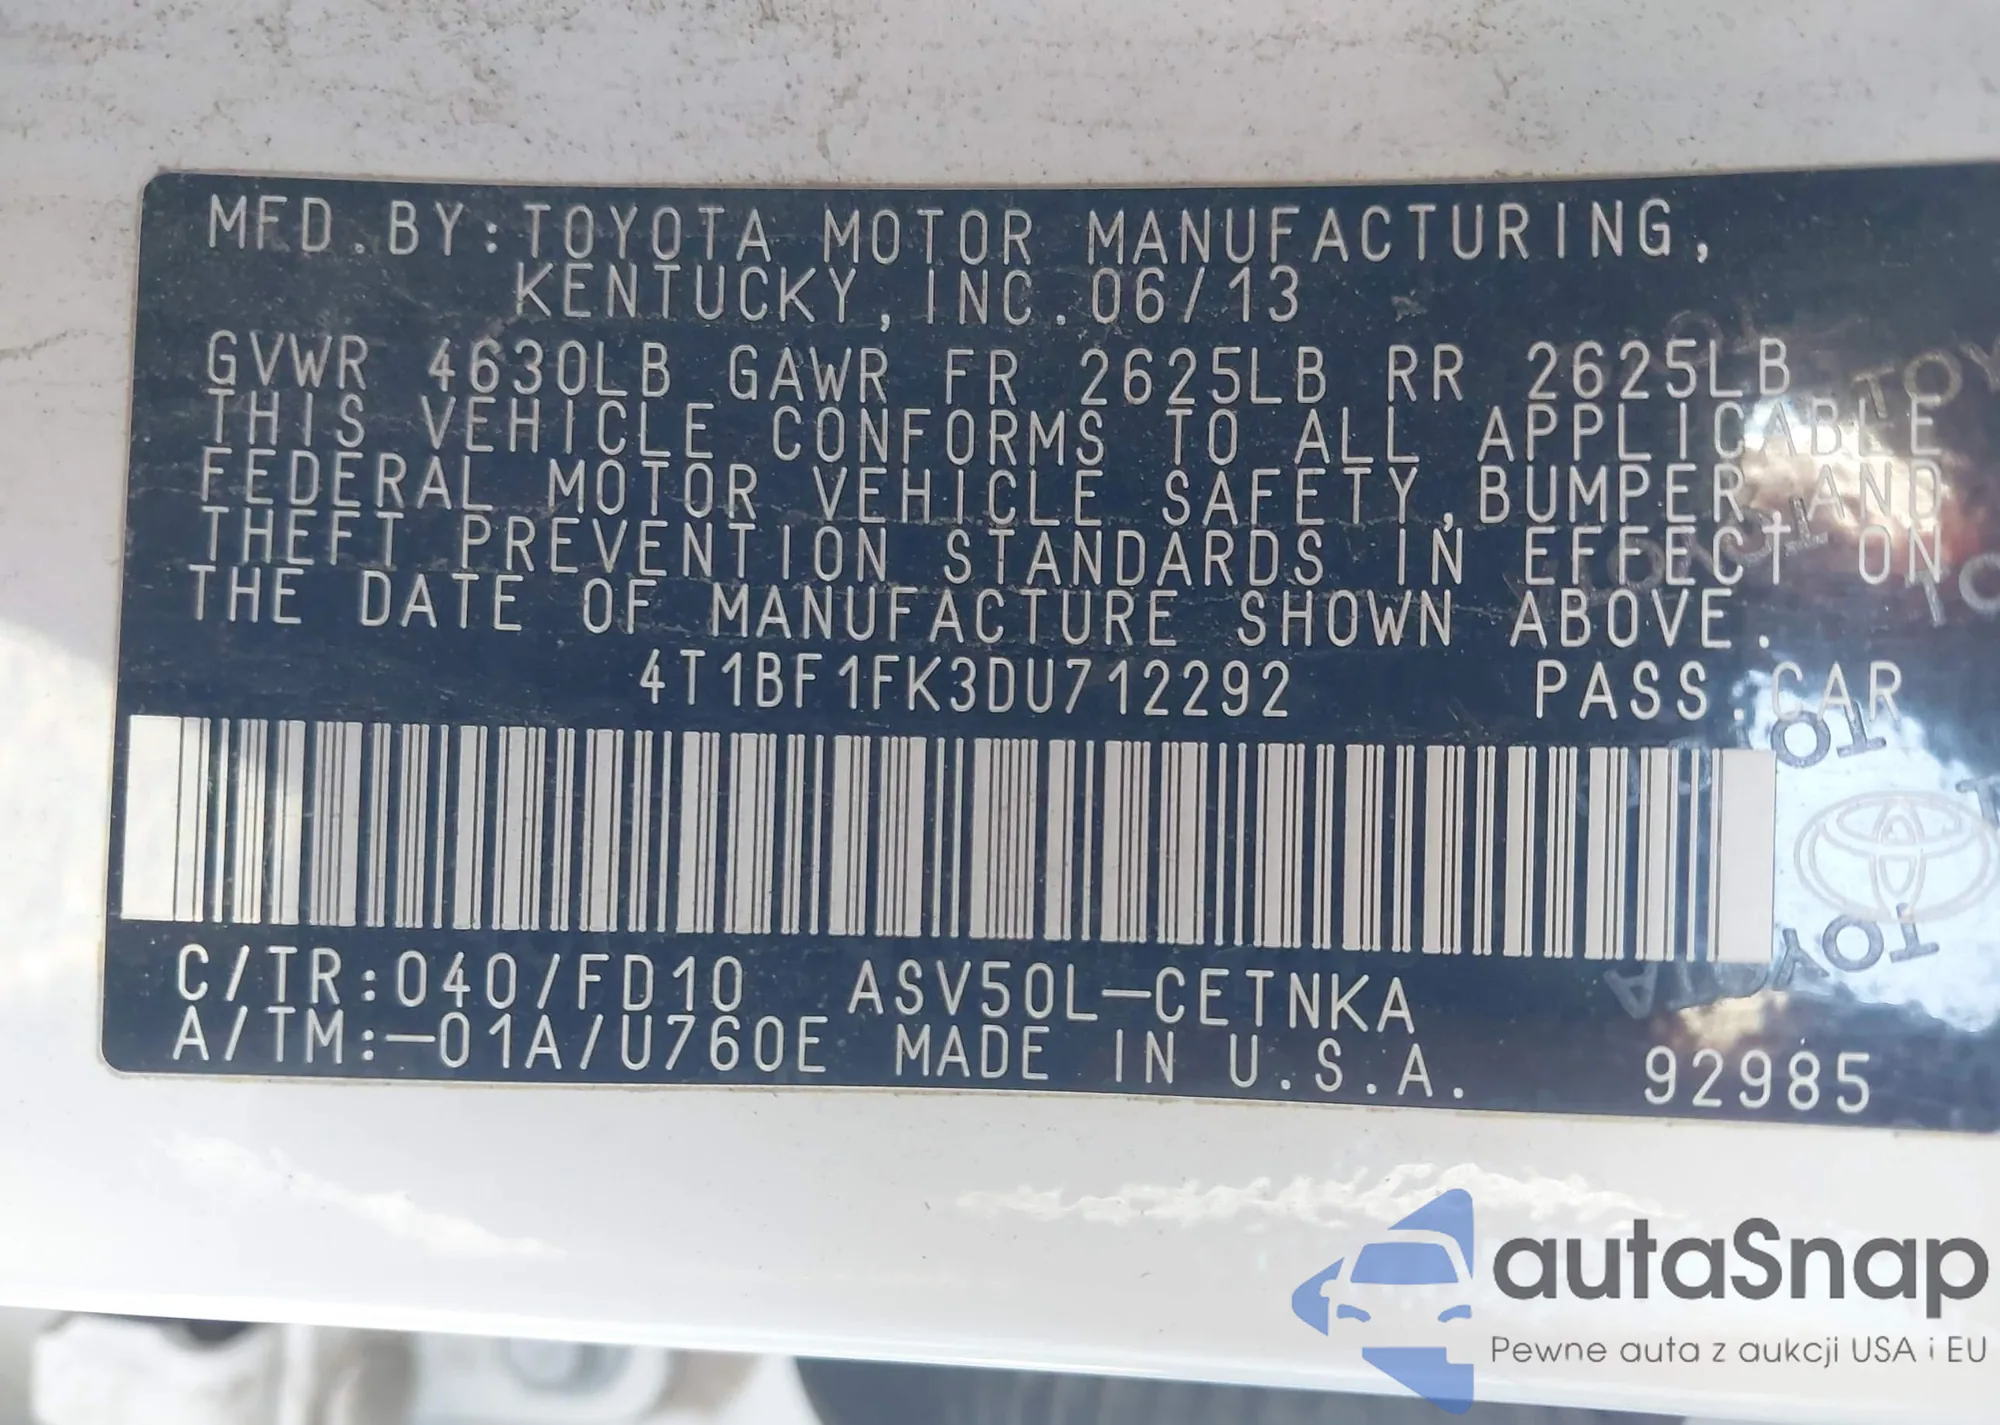 MFD.BY:TOYOTA MOTOR MANUFACTURING,
KENTUCKY,INC.06/13
GVWR 4630LB GAWR FR 2625LB RR 2625LB
THIS VEHICLE CONFORMS TO ALL APPLICABLE
FEDERAL MOTOR VEHICLE SAFETY,BUMPER AND
THEFT PREVENTION STANDARDS IN EFFECT ON
THE DATE OF MANUFACTURE SHOWN ABOVE.
4T1BF1FK3DU712292 PASS.CAR
C/TR:040/FD10 ASV50L-CETNKA
A/TM:-01A/U760E MADE IN U.S.A. 92985
autaSnap
Pewne auta z aukcji USA i EU